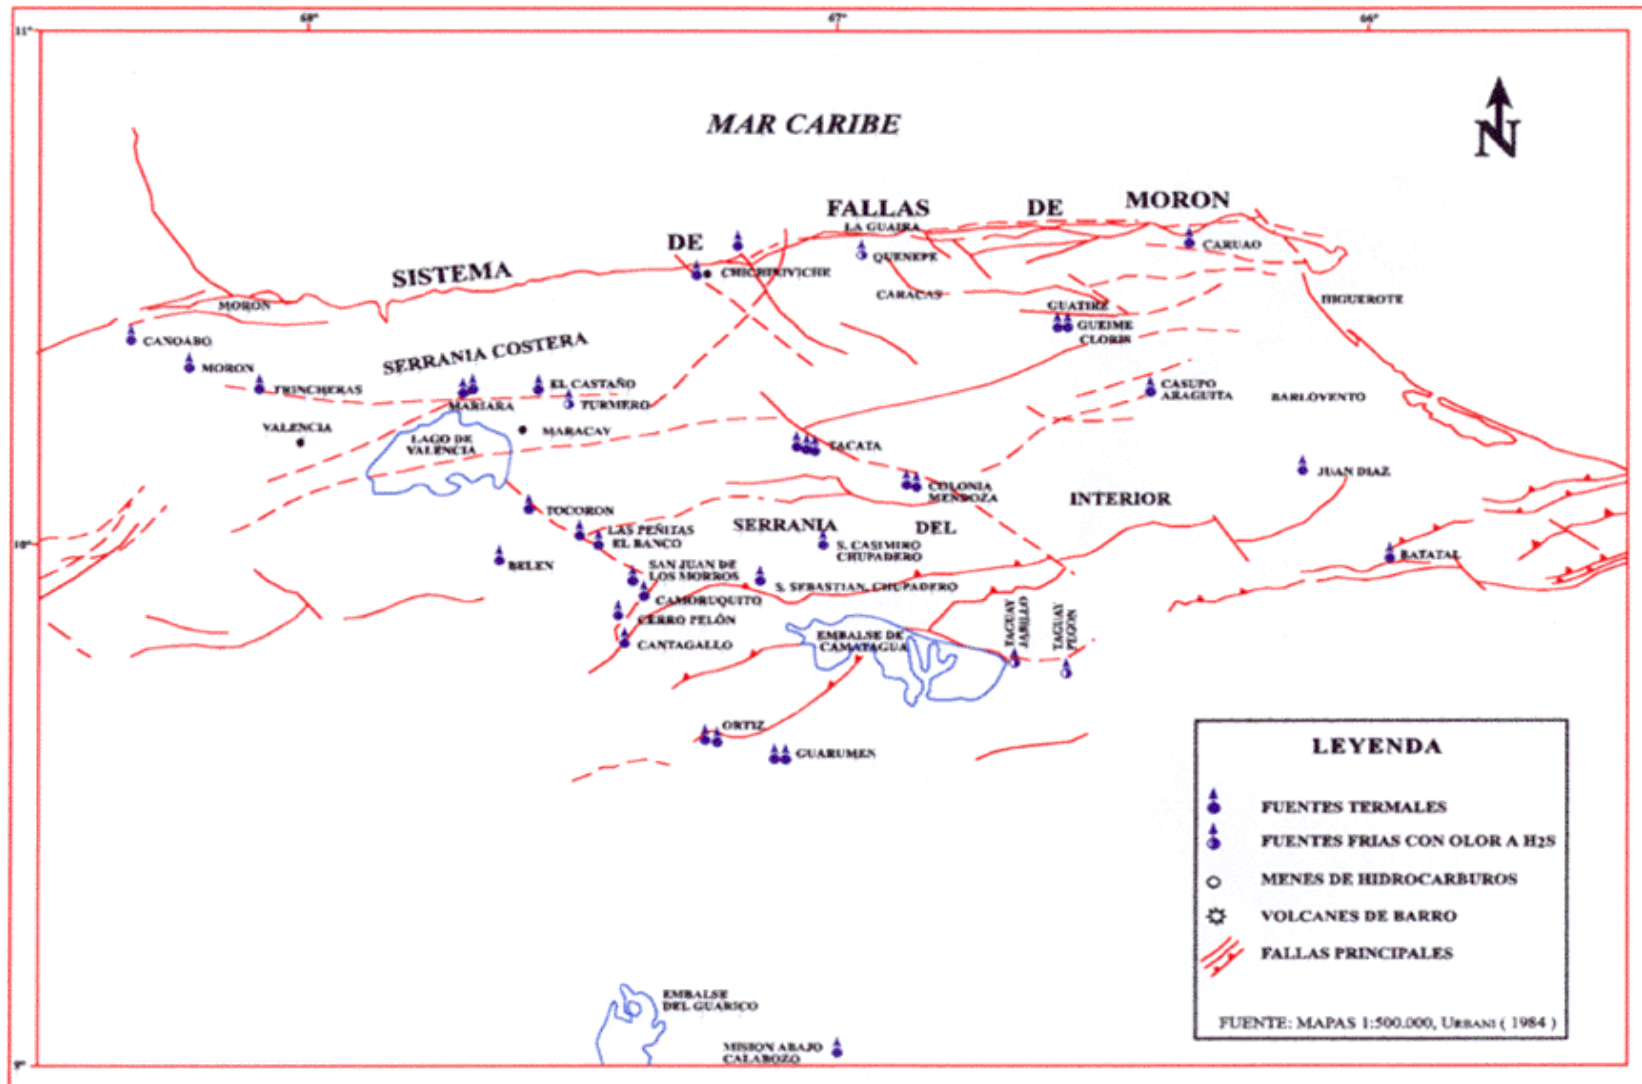 68°
67°
66°
11°
MAR CARIBE
N
SISTEMA
DE
FALLAS
DE
MORON
LA GUAIRA
QUENEPE
CARUAO
CHICHIRIVICHE
CARACAS
HIGUEROTE
MORON
GUATIRE
GUEIME
CLORIS
CANOABO
MORON
TRINCHERAS
SERRANIA COSTERA
MARIARA
EL CASTAÑO
TURMERO
CASUPO
ARAGUITA
BARLOVENTO
VALENCIA
LAGO DE
VALENCIA
MARACAY
TACATA
JUAN DIAZ
COLONIA
MENDOZA
TOCORON
SERRANIA
DEL
INTERIOR
LAS PEÑITAS
EL BANCO
S. CASIMIRO
CHUPADERO
10°
BELEN
BATATAL
SAN JUAN DE
LOS MORROS
S. SEBASTIAN, CHUPADERO
CAMORUQUITO
CERRO PELÓN
CANTAGALLO
EMBALSE DE
CAMATAGUA
TAGUAY
JABILLO
TAGUAY
PEGON
ORTIZ
GUARUMEN
LEYENDA
FUENTES TERMALES
FUENTES FRIAS CON OLOR A H2S
MENES DE HIDROCARBUROS
VOLCANES DE BARRO
FALLAS PRINCIPALES
FUENTE: MAPAS 1:500.000, URBANI ( 1984 )
EMBALSE
DEL GUARICO
MISION ABAJO
CALABOZO
9°